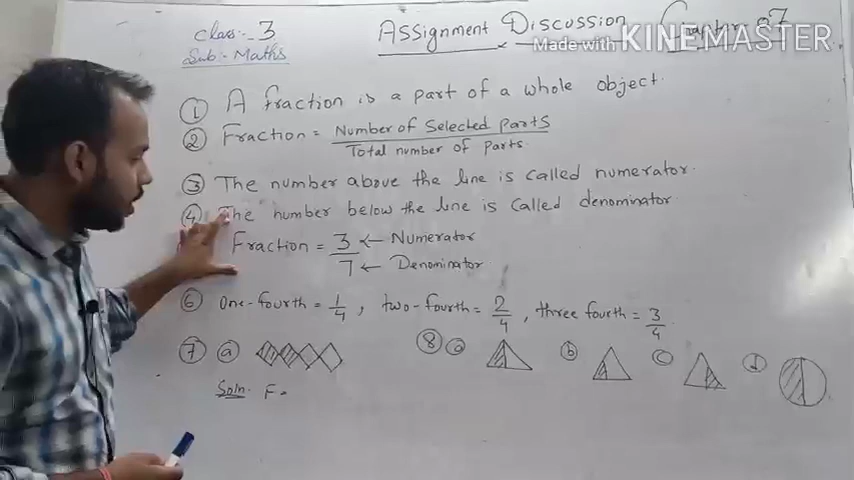 Class:- 3
Sub:- Maths
Assignment Discussion Chapter-07
Made with KINEMASTER
① A fraction is a part of a whole object.
② Fraction = Number of Selected parts
Total number of parts.
③ The number above the line is called numerator.
④ The number below the line is called denominator
Fraction = 3 ← Numerator
7 ← Denominator
⑥ One-fourth = 1/4, two-fourth = 2/4, three fourth = 3/4.
⑦ ⓐ ⑧ ⓐ ⓑ ⓒ ⓓ
Soln. F =